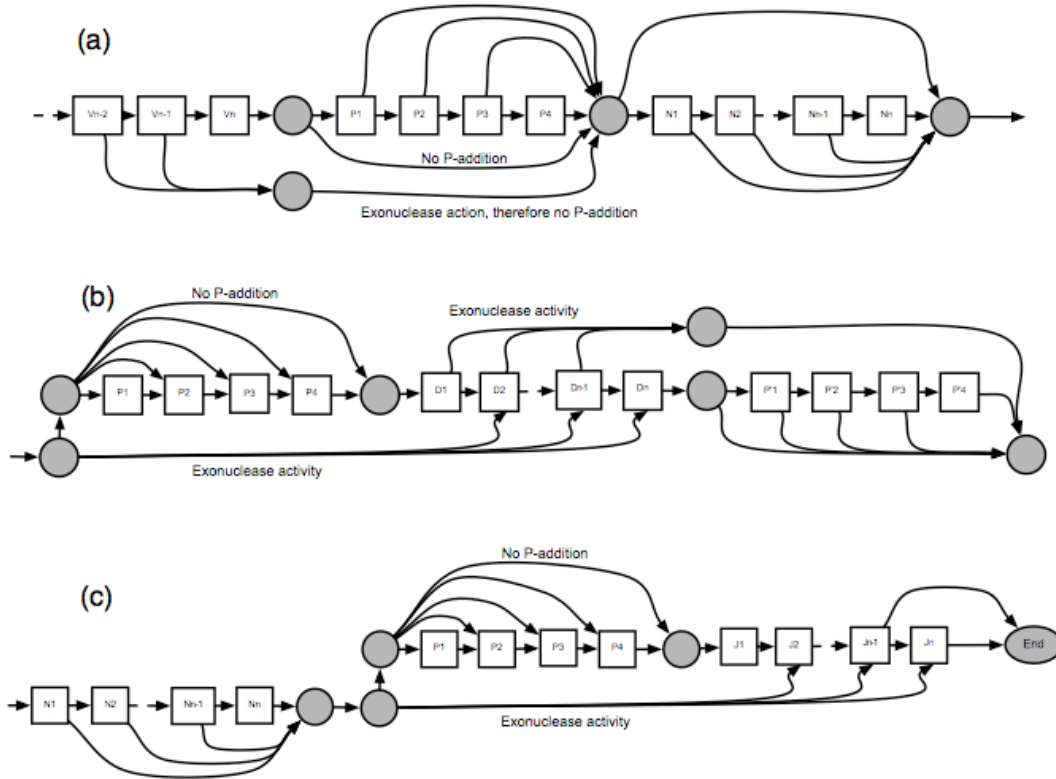 (a)
Vn-2 Vn-1 Vn P1 P2 P3 P4 N1 N2 Nn-1 Nn
No P-addition
Exonuclease action, therefore no P-addition
(b)
No P-addition
Exonuclease activity
P1 P2 P3 P4 D1 D2 Dn-1 Dn P'1 P'2 P'3 P'4
Exonuclease activity
(c)
No P-addition
P1 P2 P3 P4 J1 J2 Jn-1 Jn End
N1 N2 Nn-1 Nn
Exonuclease activity